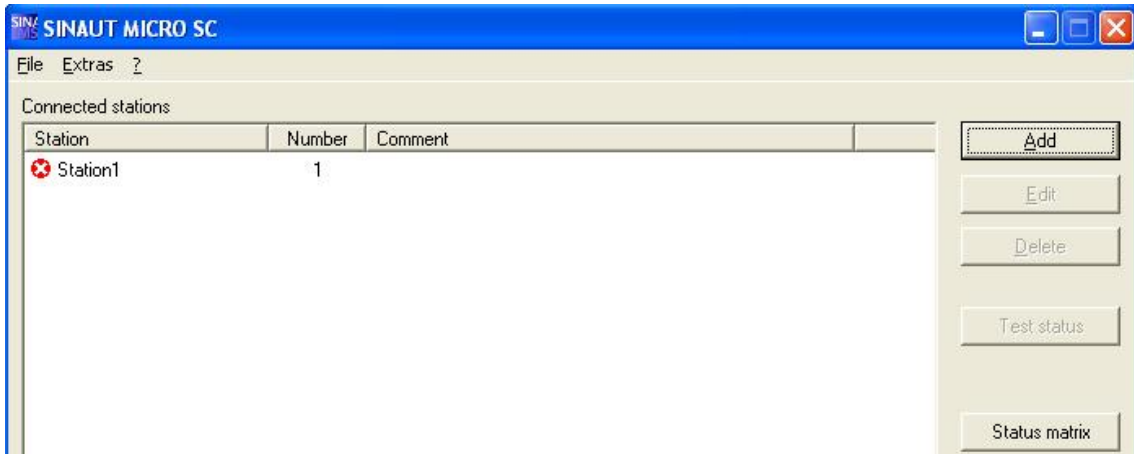 SINAUT MICRO SC
File Extras ?
Connected stations
Station Number Comment
Station1 1
Add
Edit
Delete
Test status
Status matrix